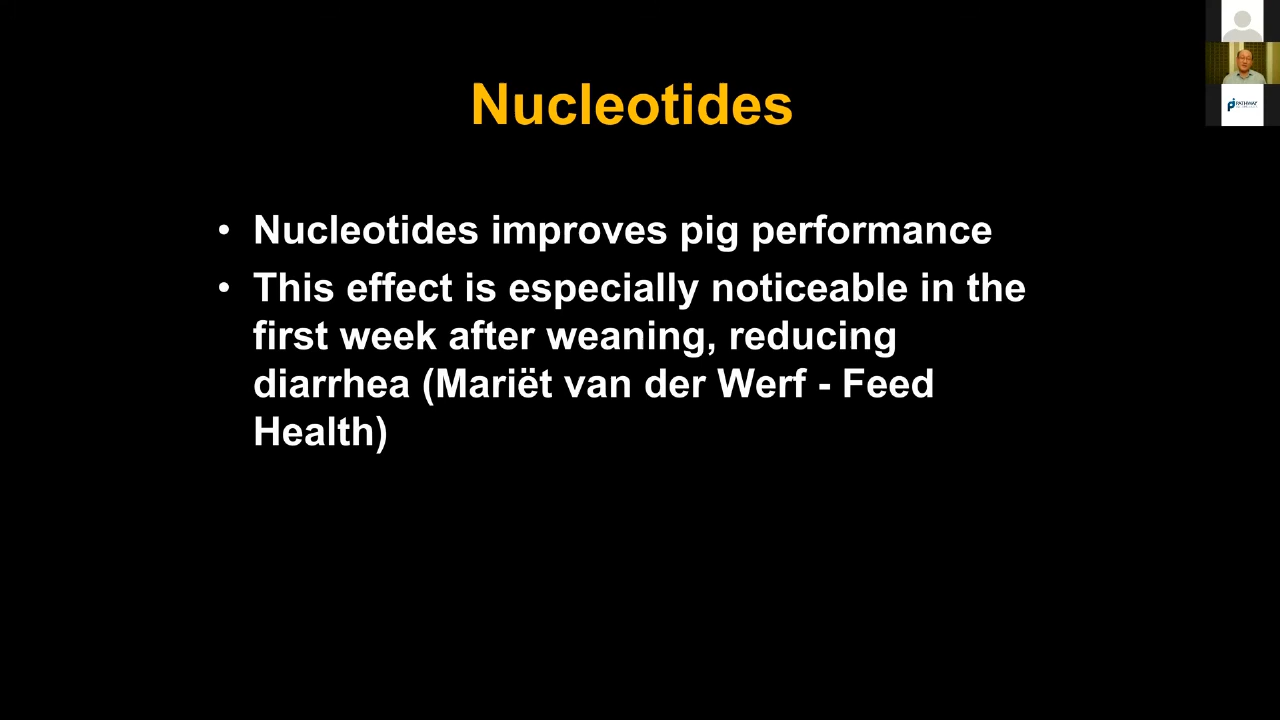 Nucleotides
• Nucleotides improves pig performance
• This effect is especially noticeable in the
first week after weaning, reducing
diarrhea (Mariët van der Werf - Feed
Health)
PATHWAY